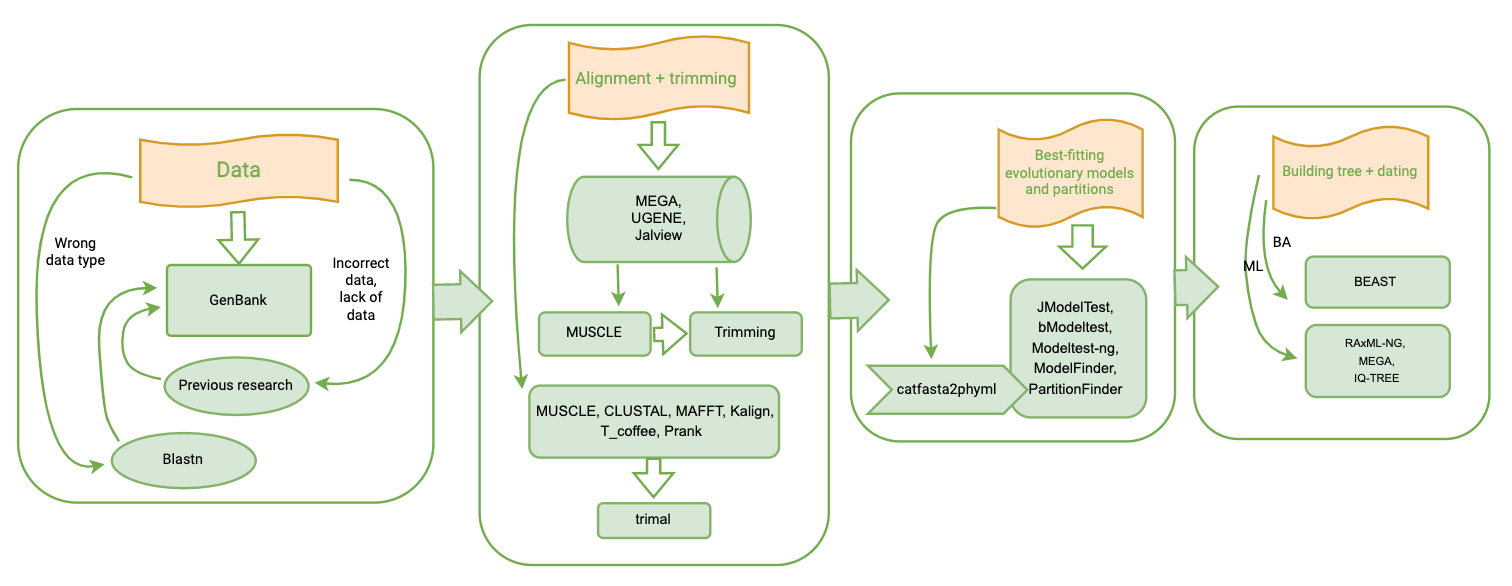 Data
Wrong
data type
Incorrect
data,
lack of
data
GenBank
Previous research
Blastn
Alignment + trimming
MEGA,
UGENE,
Jalview
MUSCLE
Trimming
MUSCLE, CLUSTAL, MAFFT, Kalign,
T_coffee, Prank
trimal
Best-fitting
evolutionary models
and partitions
JModelTest,
bModeltest,
Modeltest-ng,
ModelFinder,
PartitionFinder
catfasta2phyml
Building tree + dating
BA
ML
BEAST
RAxML-NG,
MEGA,
IQ-TREE